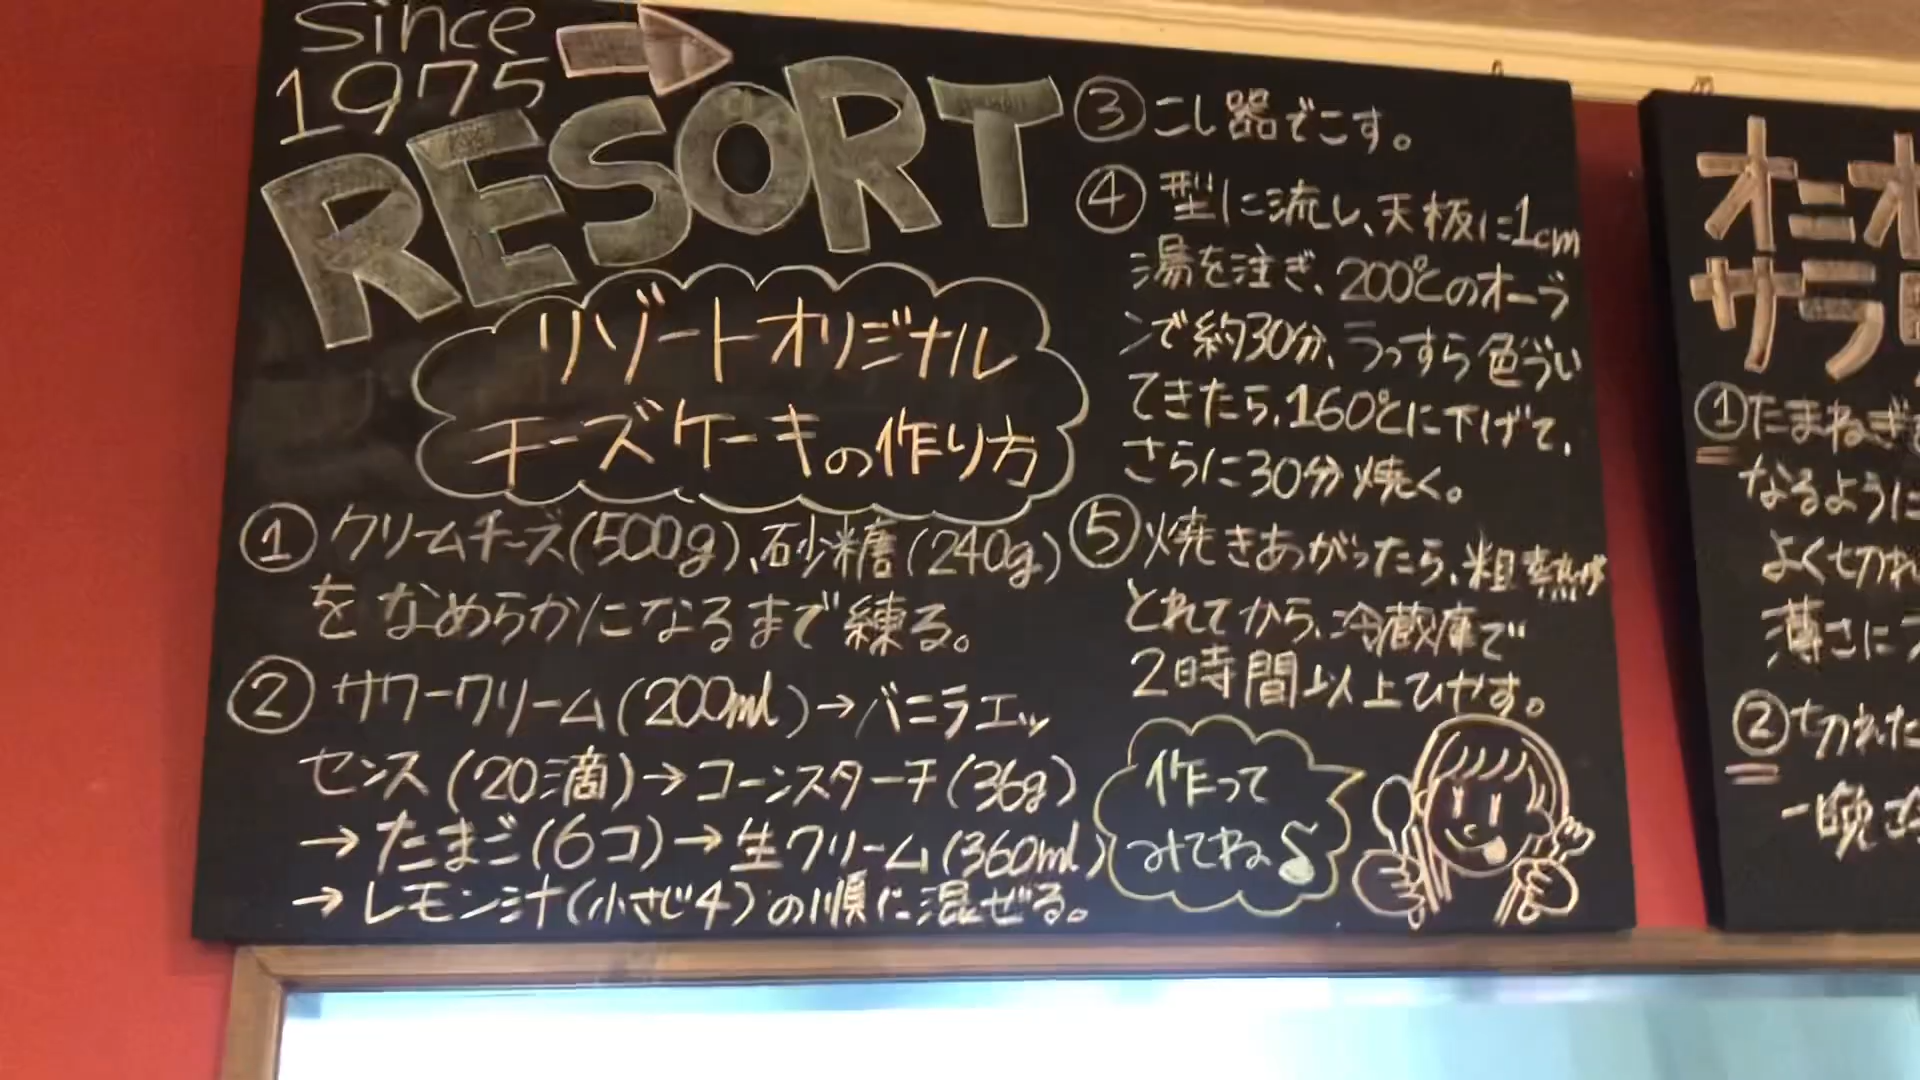 since
1975
RESORT
リゾートオリジナル
チーズケーキの作り方
① クリームチーズ(500g)、砂糖(240g)
をなめらかになるまで練る。
② サワークリーム(200ml)→バニラエッ
センス(20滴)→コーンスターチ(36g)
→たまご(6コ)→生クリーム(360ml)
→レモン汁(小さじ4)の順に混ぜる。
③ こし器でこす。
④ 型に流し、天板に1cm
湯を注ぎ、200℃のオーブ
ンで約30分、うっすら色づい
てきたら、160℃に下げて、
さらに30分焼く。
⑤ 焼きあがったら、粗熱が
とれてから、冷蔵庫で
2時間以上ひやす。
作って
みてね♪
オニオ
サラ
① たまねぎ
なるように
よく切れ
薄さにス
② 切れた
一晩